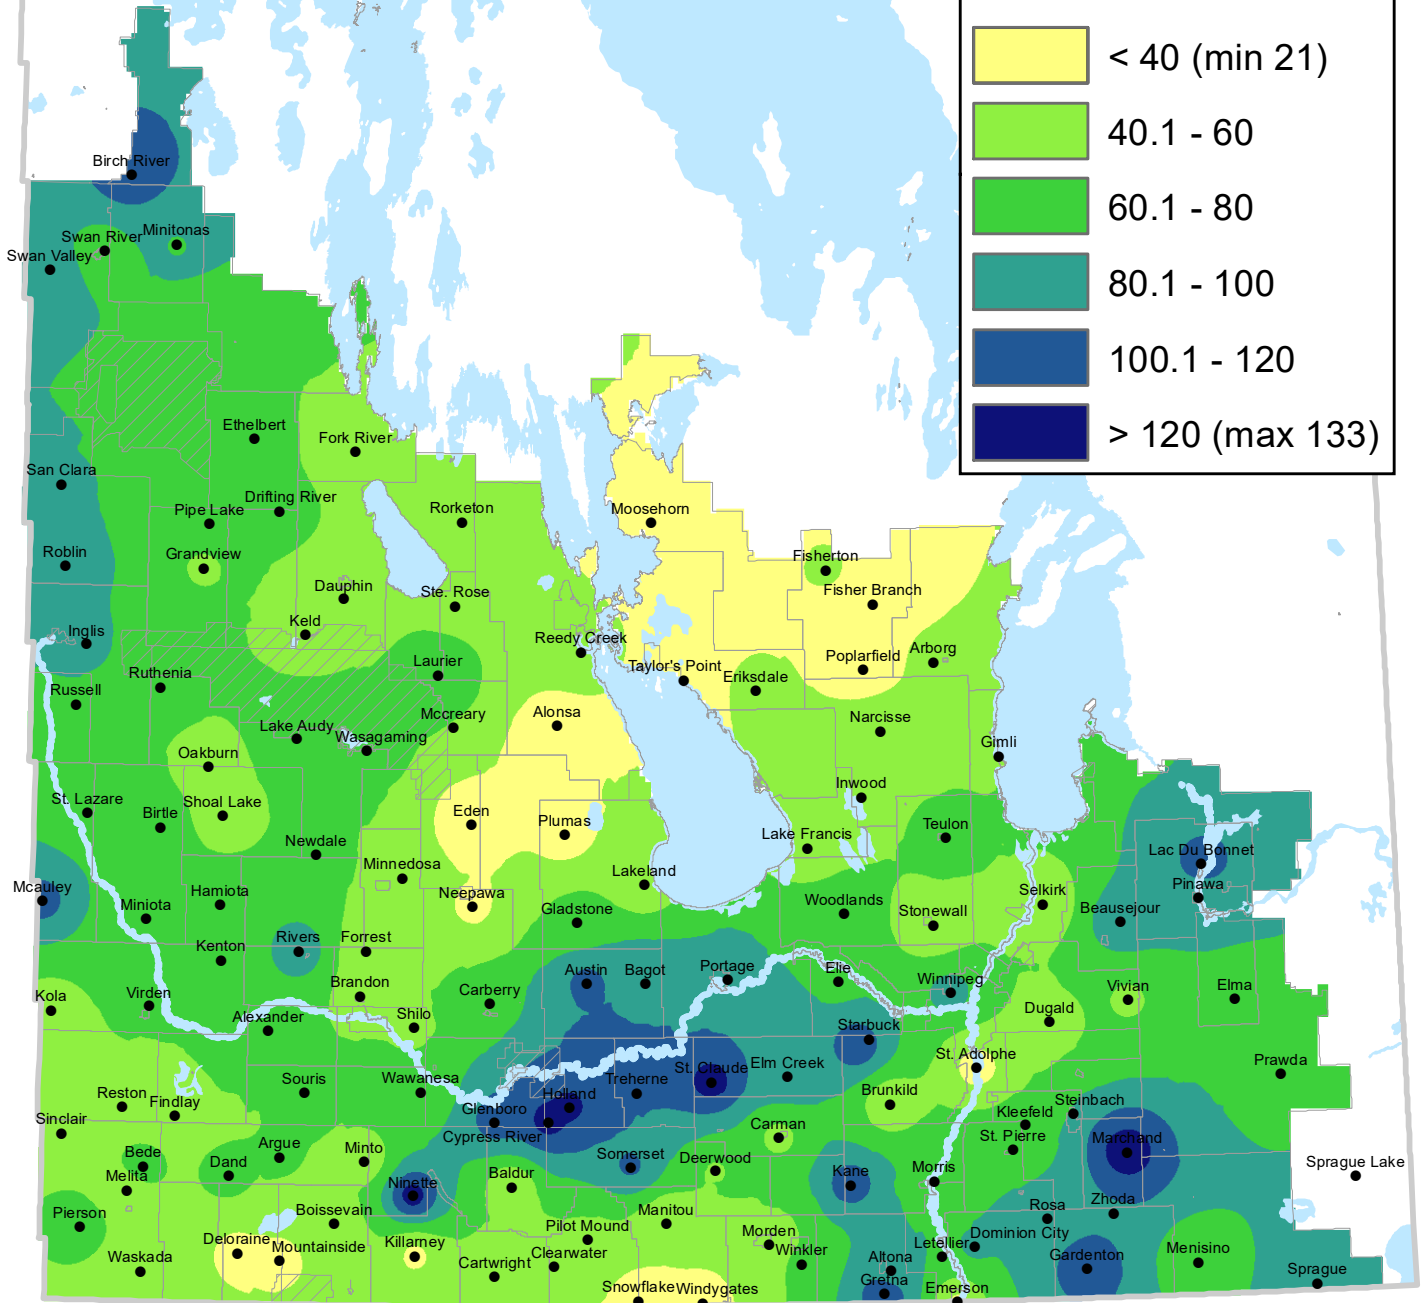 < 40 (min 21)
40.1 - 60
60.1 - 80
80.1 - 100
100.1 - 120
> 120 (max 133)
Birch River
Swan River
Minitonas
Swan Valley
Ethelbert
Fork River
San Clara
Drifting River
Pipe Lake
Rorketon
Moosehorn
Roblin
Grandview
Fisherton
Dauphin
Ste. Rose
Fisher Branch
Inglis
Keld
Reedy Creek
Laurier
Taylor's Point
Eriksdale
Poplarfield
Arborg
Ruthenia
Russell
Lake Audy
Wasagaming
Mccreary
Alonsa
Narcisse
Gimli
Oakburn
St. Lazare
Birtle
Shoal Lake
Eden
Plumas
Inwood
Newdale
Lake Francis
Teulon
Minnedosa
Lakeland
Lac Du Bonnet
Mcauley
Hamiota
Neepawa
Woodlands
Selkirk
Pinawa
Miniota
Gladstone
Stonewall
Beausejour
Kenton
Rivers
Forrest
Austin
Bagot
Portage
Elie
Winnipeg
Kola
Virden
Brandon
Carberry
Vivian
Elma
Alexander
Shilo
Starbuck
Dugald
St. Adolphe
Prawda
Souris
Wawanesa
Treherne
St. Claude
Elm Creek
Reston
Findlay
Glenboro
Holland
Brunkild
Steinbach
Sinclair
Cypress River
Carman
Kleefeld
St. Pierre
Marchand
Bede
Dand
Argue
Minto
Somerset
Deerwood
Sprague Lake
Melita
Ninette
Baldur
Kane
Morris
Pierson
Boissevain
Manitou
Rosa
Zhoda
Deloraine
Mountainside
Killarney
Pilot Mound
Morden
Winkler
Letellier
Dominion City
Waskada
Cartwright
Clearwater
Altona
Gardenton
Menisino
Snowflake
Windygates
Gretna
Emerson
Sprague